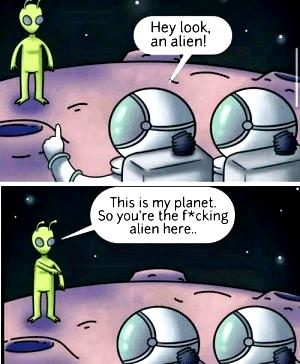 Hey look,
an alien!
This is my planet.
So you're the f*cking
alien here..